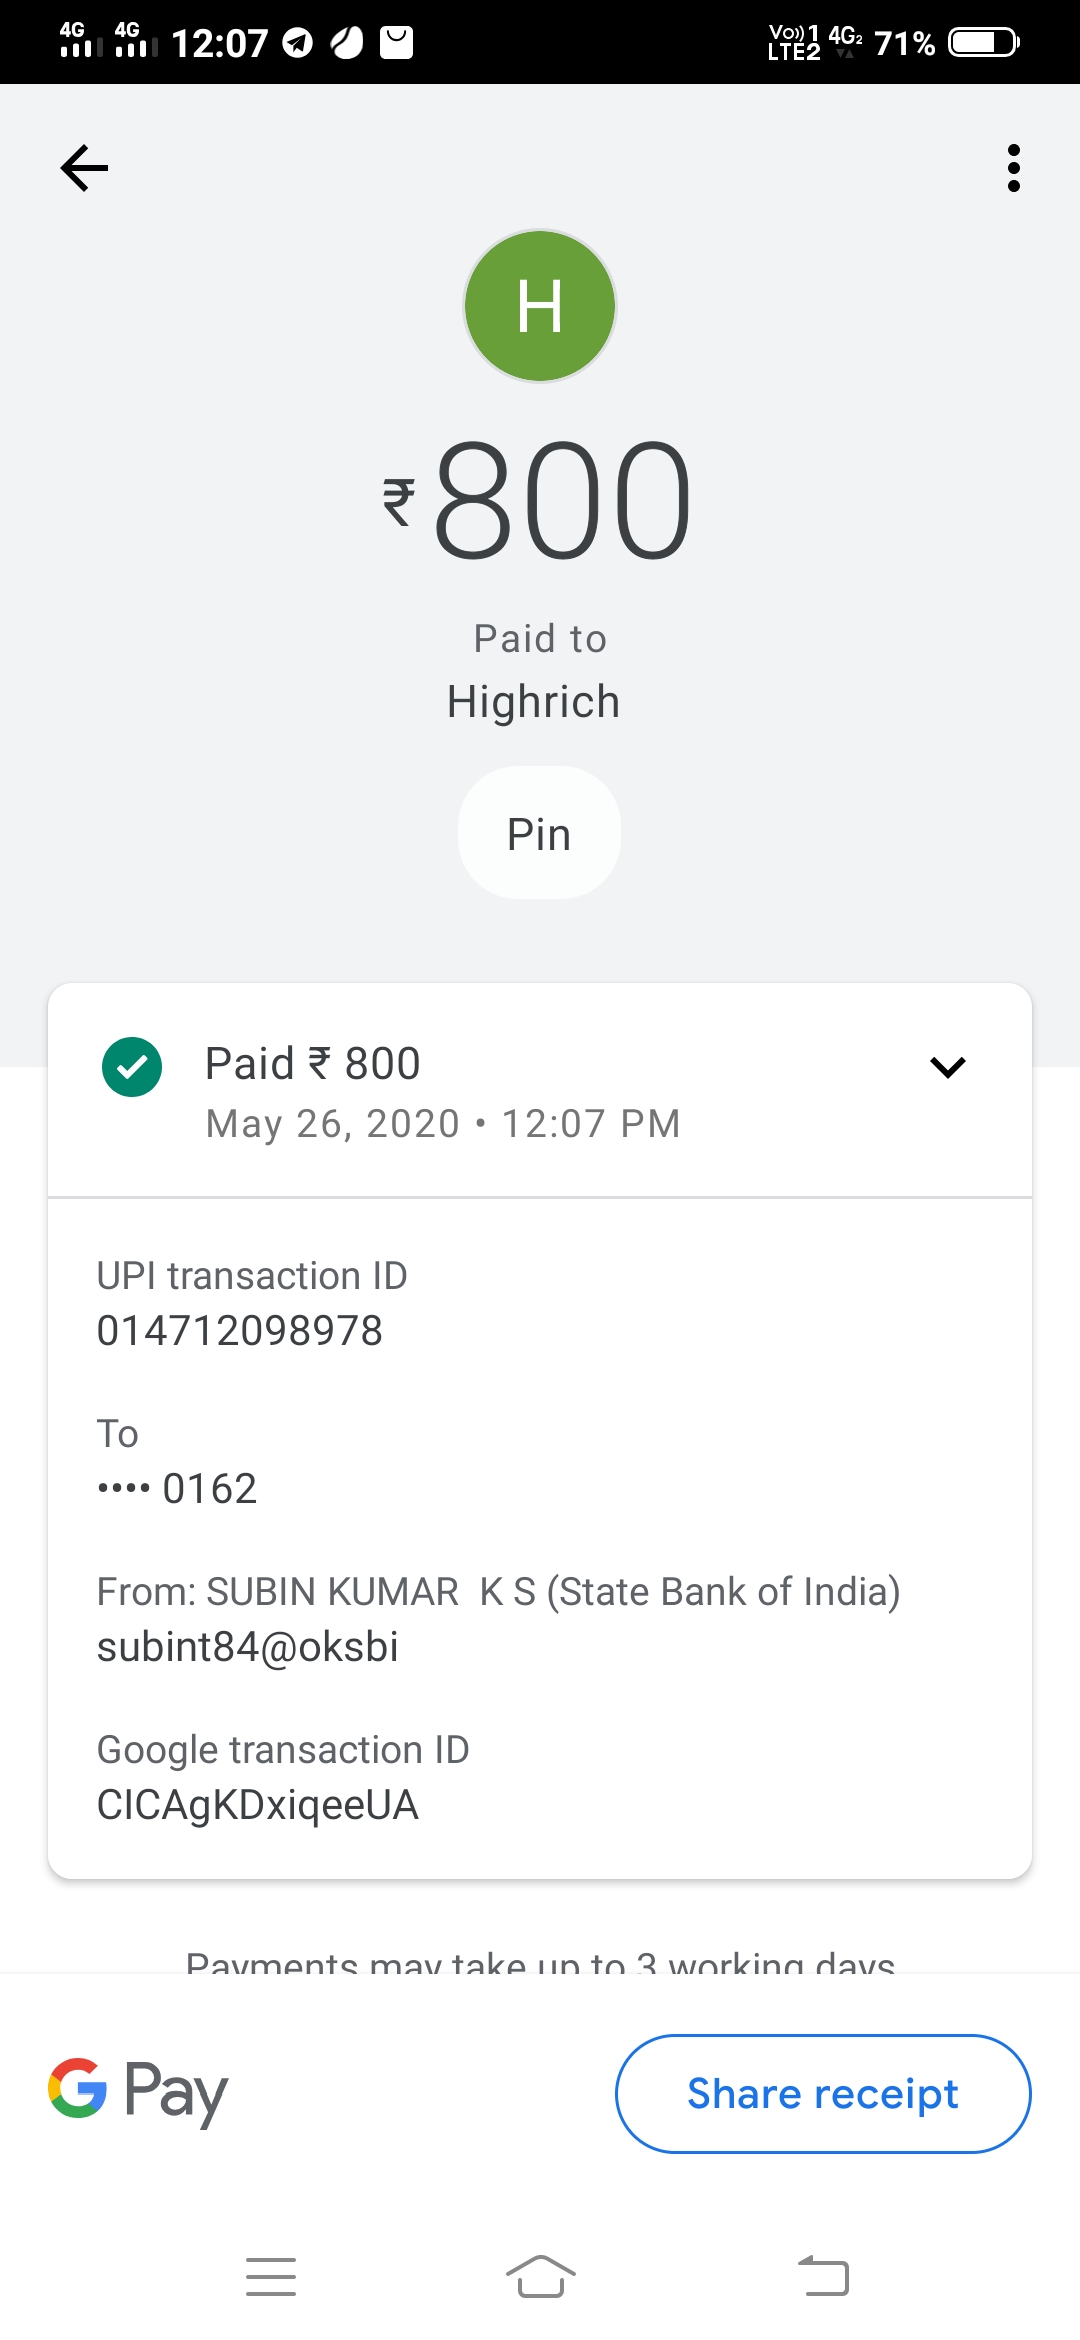 4G 4G 12:07 Vo)) 1 LTE2 4G2 71%
H
₹800
Paid to
Highrich
Pin
Paid ₹ 800
May 26, 2020 • 12:07 PM
UPI transaction ID
014712098978
To
•••• 0162
From: SUBIN KUMAR  K S (State Bank of India)
subint84@oksbi
Google transaction ID
CICAgKDxiqeeUA
Payments may take up to 3 working days
G Pay
Share receipt